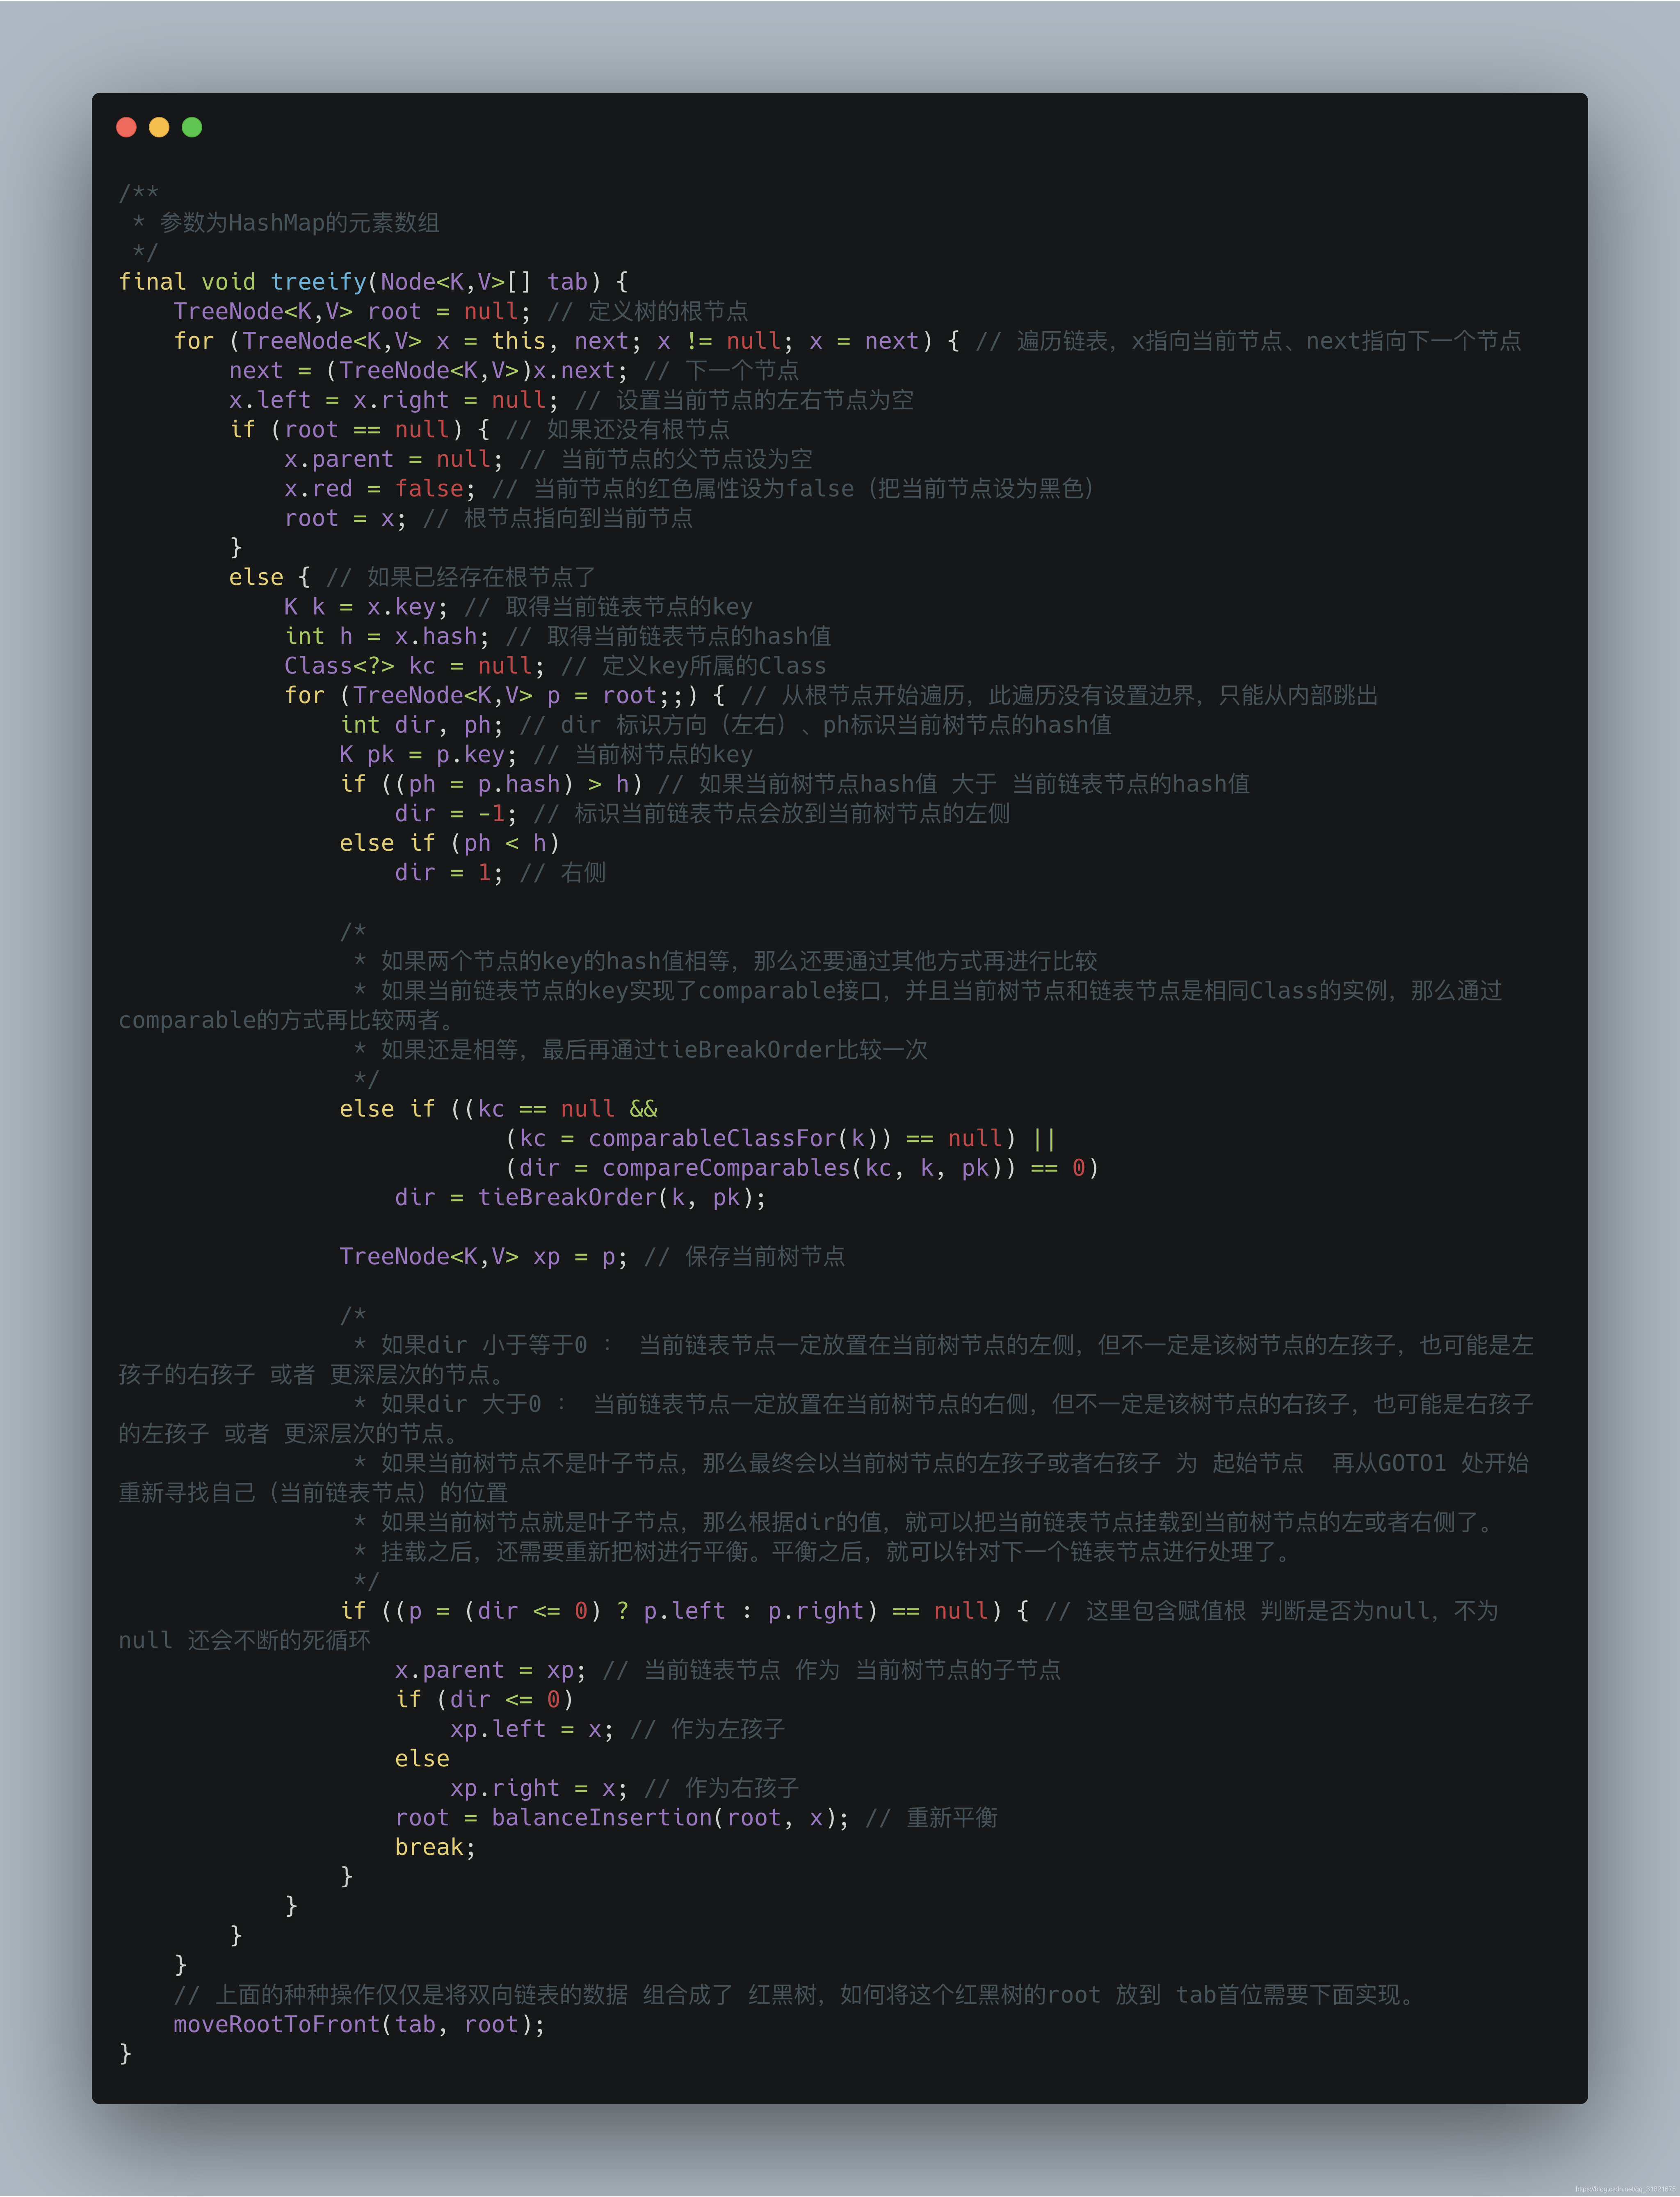 /**
 * 参数为HashMap的元素数组
 */
final void treeify(Node<K,V>[] tab) {
    TreeNode<K,V> root = null; // 定义树的根节点
    for (TreeNode<K,V> x = this, next; x != null; x = next) { // 遍历链表，x指向当前节点、next指向下一个节点
        next = (TreeNode<K,V>)x.next; // 下一个节点
        x.left = x.right = null; // 设置当前节点的左右节点为空
        if (root == null) { // 如果还没有根节点
            x.parent = null; // 当前节点的父节点设为空
            x.red = false; // 当前节点的红色属性设为false（把当前节点设为黑色）
            root = x; // 根节点指向到当前节点
        }
        else { // 如果已经存在根节点了
            K k = x.key; // 取得当前链表节点的key
            int h = x.hash; // 取得当前链表节点的hash值
            Class<?> kc = null; // 定义key所属的Class
            for (TreeNode<K,V> p = root;;) { // 从根节点开始遍历，此遍历没有设置边界，只能从内部跳出
                int dir, ph; // dir 标识方向（左右）、ph标识当前树节点的hash值
                K pk = p.key; // 当前树节点的key
                if ((ph = p.hash) > h) // 如果当前树节点hash值 大于 当前链表节点的hash值
                    dir = -1; // 标识当前链表节点会放到当前树节点的左侧
                else if (ph < h)
                    dir = 1; // 右侧

                /*
                 * 如果两个节点的key的hash值相等，那么还要通过其他方式再进行比较
                 * 如果当前链表节点的key实现了comparable接口，并且当前树节点和链表节点是相同Class的实例，那么通过
comparable的方式再比较两者。
                 * 如果还是相等，最后再通过tieBreakOrder比较一次
                 */
                else if ((kc == null &&
                            (kc = comparableClassFor(k)) == null) ||
                            (dir = compareComparables(kc, k, pk)) == 0)
                    dir = tieBreakOrder(k, pk);

                TreeNode<K,V> xp = p; // 保存当前树节点

                /*
                 * 如果dir 小于等于0 ： 当前链表节点一定放置在当前树节点的左侧，但不一定是该树节点的左孩子，也可能是左
孩子的右孩子 或者 更深层次的节点。
                 * 如果dir 大于0 ： 当前链表节点一定放置在当前树节点的右侧，但不一定是该树节点的右孩子，也可能是右孩子
的左孩子 或者 更深层次的节点。
                 * 如果当前树节点不是叶子节点，那么最终会以当前树节点的左孩子或者右孩子 为 起始节点  再从GOTO1 处开始
重新寻找自己（当前链表节点）的位置
                 * 如果当前树节点就是叶子节点，那么根据dir的值，就可以把当前链表节点挂载到当前树节点的左或者右侧了。
                 * 挂载之后，还需要重新把树进行平衡。平衡之后，就可以针对下一个链表节点进行处理了。
                 */
                if ((p = (dir <= 0) ? p.left : p.right) == null) { // 这里包含赋值根 判断是否为null，不为
null 还会不断的死循环
                    x.parent = xp; // 当前链表节点 作为 当前树节点的子节点
                    if (dir <= 0)
                        xp.left = x; // 作为左孩子
                    else
                        xp.right = x; // 作为右孩子
                    root = balanceInsertion(root, x); // 重新平衡
                    break;
                }
            }
        }
    }
    // 上面的种种操作仅仅是将双向链表的数据 组合成了 红黑树，如何将这个红黑树的root 放到 tab首位需要下面实现。
    moveRootToFront(tab, root);
}